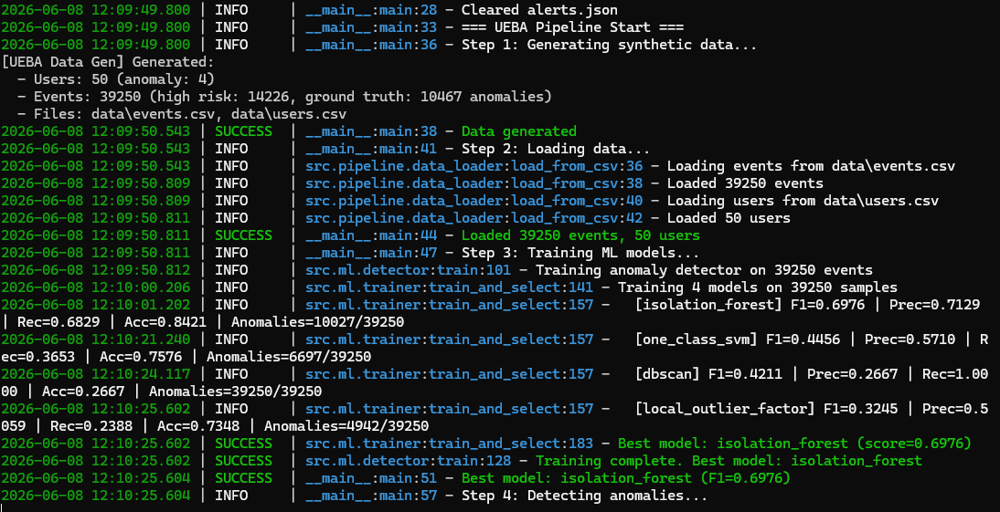 2026-06-08 12:09:49.800 | INFO     | __main__:main:28 - Cleared alerts.json
2026-06-08 12:09:49.800 | INFO     | __main__:main:33 - === UEBA Pipeline Start ===
2026-06-08 12:09:49.800 | INFO     | __main__:main:36 - Step 1: Generating synthetic data...
[UEBA Data Gen] Generated:
  - Users: 50 (anomaly: 4)
  - Events: 39250 (high risk: 14226, ground truth: 10467 anomalies)
  - Files: data\events.csv, data\users.csv
2026-06-08 12:09:50.543 | SUCCESS  | __main__:main:38 - Data generated
2026-06-08 12:09:50.543 | INFO     | __main__:main:41 - Step 2: Loading data...
2026-06-08 12:09:50.543 | INFO     | src.pipeline.data_loader:load_from_csv:36 - Loading events from data\events.csv
2026-06-08 12:09:50.809 | INFO     | src.pipeline.data_loader:load_from_csv:38 - Loaded 39250 events
2026-06-08 12:09:50.809 | INFO     | src.pipeline.data_loader:load_from_csv:40 - Loading users from data\users.csv
2026-06-08 12:09:50.811 | INFO     | src.pipeline.data_loader:load_from_csv:42 - Loaded 50 users
2026-06-08 12:09:50.811 | SUCCESS  | __main__:main:44 - Loaded 39250 events, 50 users
2026-06-08 12:09:50.811 | INFO     | __main__:main:47 - Step 3: Training ML models...
2026-06-08 12:09:50.812 | INFO     | src.ml.detector:train:101 - Training anomaly detector on 39250 events
2026-06-08 12:10:00.206 | INFO     | src.ml.trainer:train_and_select:141 - Training 4 models on 39250 samples
2026-06-08 12:10:01.202 | INFO     | src.ml.trainer:train_and_select:157 -   [isolation_forest] F1=0.6976 | Prec=0.7129
| Rec=0.6829 | Acc=0.8421 | Anomalies=10027/39250
2026-06-08 12:10:21.240 | INFO     | src.ml.trainer:train_and_select:157 -   [one_class_svm] F1=0.4456 | Prec=0.5710 | R
ec=0.3653 | Acc=0.7576 | Anomalies=6697/39250
2026-06-08 12:10:24.117 | INFO     | src.ml.trainer:train_and_select:157 -   [dbscan] F1=0.4211 | Prec=0.2667 | Rec=1.00
00 | Acc=0.2667 | Anomalies=39250/39250
2026-06-08 12:10:25.602 | INFO     | src.ml.trainer:train_and_select:157 -   [local_outlier_factor] F1=0.3245 | Prec=0.5
059 | Rec=0.2388 | Acc=0.7348 | Anomalies=4942/39250
2026-06-08 12:10:25.602 | SUCCESS  | src.ml.trainer:train_and_select:183 - Best model: isolation_forest (score=0.6976)
2026-06-08 12:10:25.602 | SUCCESS  | src.ml.detector:train:128 - Training complete. Best model: isolation_forest
2026-06-08 12:10:25.604 | SUCCESS  | __main__:main:51 - Best model: isolation_forest (F1=0.6976)
2026-06-08 12:10:25.604 | INFO     | __main__:main:57 - Step 4: Detecting anomalies...